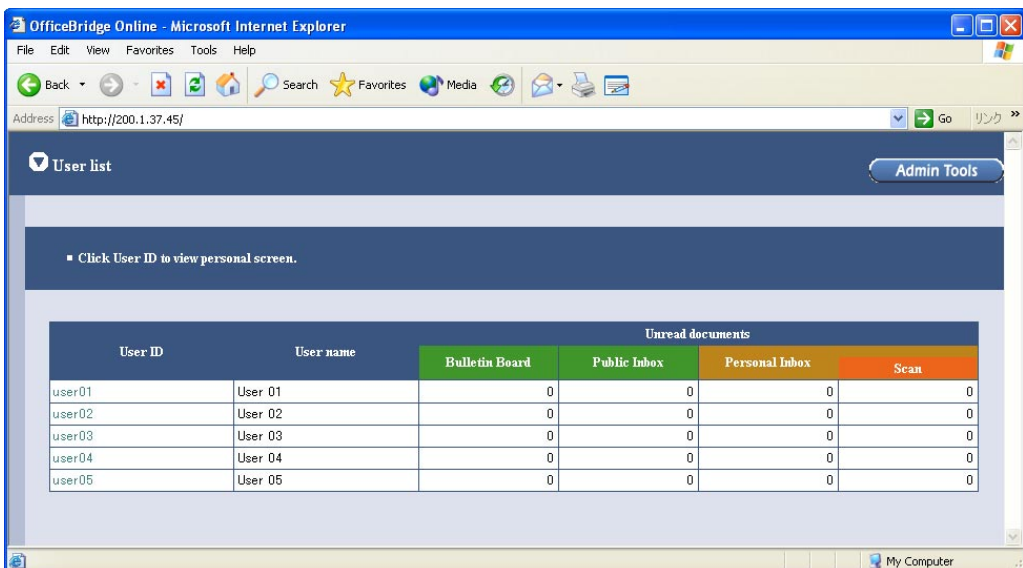 OfficeBridge Online - Microsoft Internet Explorer
File Edit View Favorites Tools Help
Back Search Favorites Media
Address http://200.1.37.45/ Go リンク »
User list Admin Tools
Click User ID to view personal screen.
Unread documents
User ID User name Bulletin Board Public Inbox Personal Inbox Scan
user01 User 01 0 0 0 0
user02 User 02 0 0 0 0
user03 User 03 0 0 0 0
user04 User 04 0 0 0 0
user05 User 05 0 0 0 0
My Computer